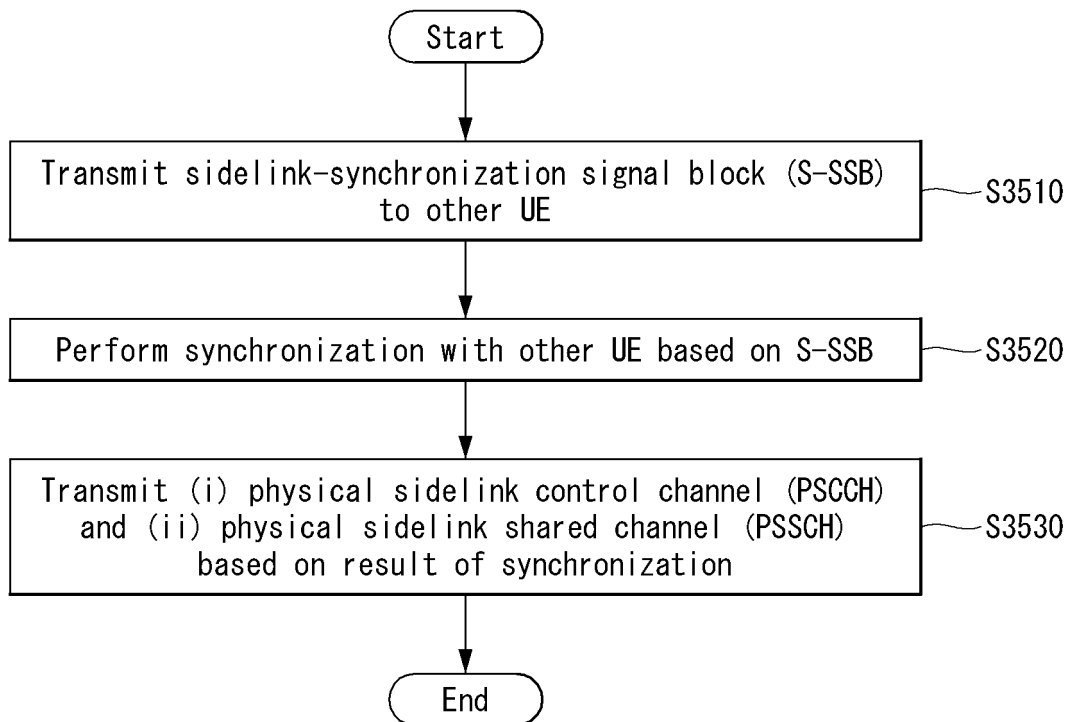 Start
Transmit sidelink-synchronization signal block (S-SSB)
to other UE
S3510
Perform synchronization with other UE based on S-SSB
S3520
Transmit (i) physical sidelink control channel (PSCCH)
and (ii) physical sidelink shared channel (PSSCH)
based on result of synchronization
S3530
End